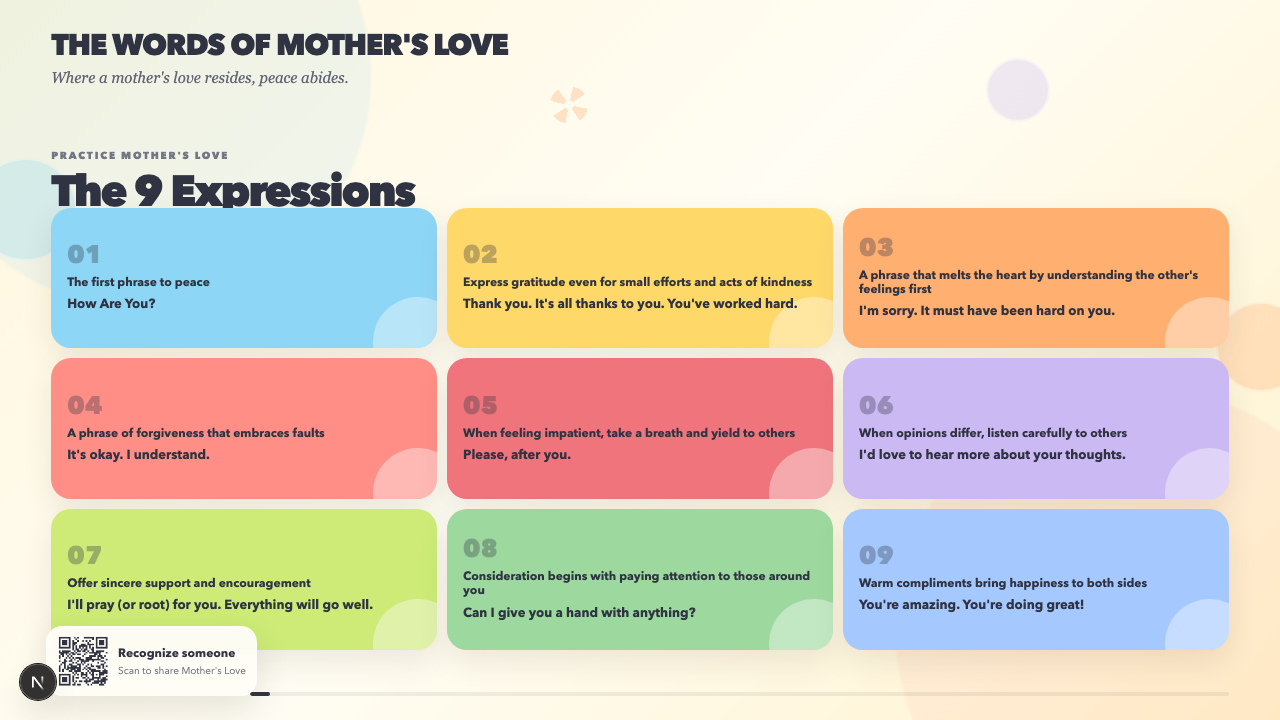 THE WORDS OF MOTHER'S LOVE
Where a mother's love resides, peace abides.
PRACTICE MOTHER'S LOVE
The 9 Expressions
01
The first phrase to peace
How Are You?
02
Express gratitude even for small efforts and acts of kindness
Thank you. It's all thanks to you. You've worked hard.
03
A phrase that melts the heart by understanding the other's
feelings first
I'm sorry. It must have been hard on you.
04
A phrase of forgiveness that embraces faults
It's okay. I understand.
05
When feeling impatient, take a breath and yield to others
Please, after you.
06
When opinions differ, listen carefully to others
I'd love to hear more about your thoughts.
07
Offer sincere support and encouragement
I'll pray (or root) for you. Everything will go well.
08
Consideration begins with paying attention to those around
you
Can I give you a hand with anything?
09
Warm compliments bring happiness to both sides
You're amazing. You're doing great!
Recognize someone
Scan to share Mother's Love
N